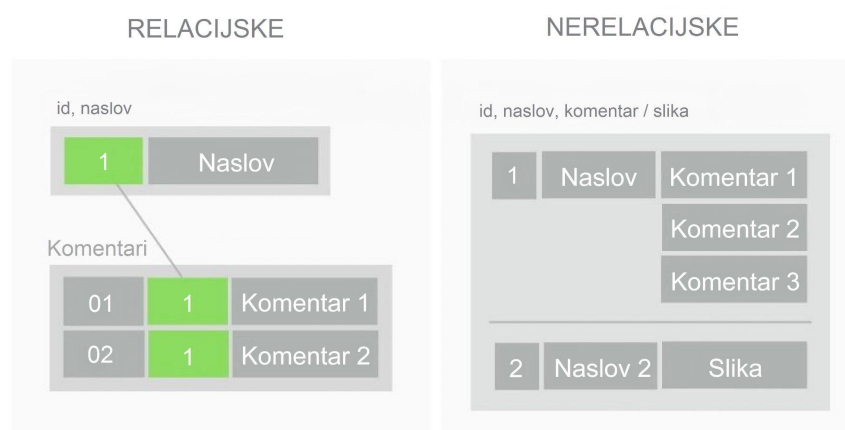 RELACIJSKE
id, naslov
1 Naslov
Komentari
01 1 Komentar 1
02 1 Komentar 2
NERELACIJSKE
id, naslov, komentar / slika
1 Naslov Komentar 1
Komentar 2
Komentar 3
2 Naslov 2 Slika